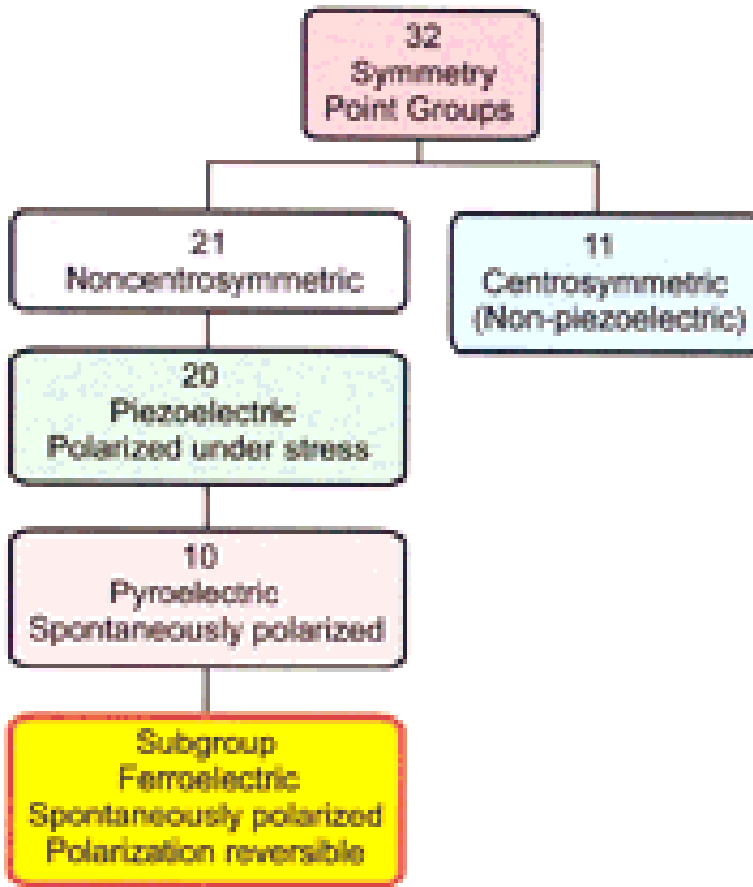 32
Symmetry
Point Groups
21
Noncentrosymmetric
11
Centrosymmetric
(Non-piezoelectric)
20
Piezoelectric
Polarized under stress
10
Pyroelectric
Spontaneously polarized
Subgroup
Ferroelectric
Spontaneously polarized
Polarization reversible